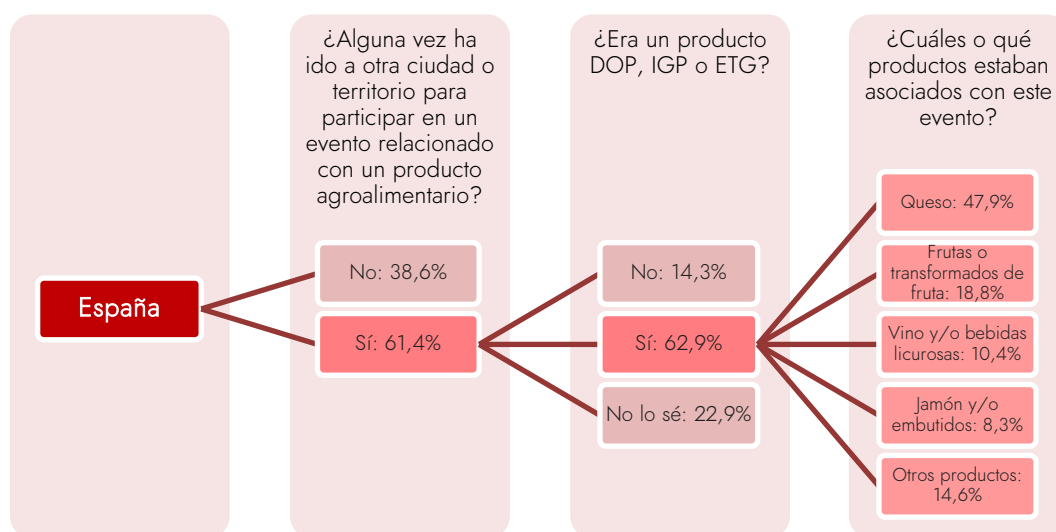 España
¿Alguna vez ha
ido a otra ciudad o
territorio para
participar en un
evento relacionado
con un producto
agroalimentario?
No: 38,6%
Sí: 61,4%
¿Era un producto
DOP, IGP o ETG?
No: 14,3%
Sí: 62,9%
No lo sé: 22,9%
¿Cuáles o qué
productos estaban
asociados con este
evento?
Queso: 47,9%
Frutas o
transformados de
fruta: 18,8%
Vino y/o bebidas
licurosas: 10,4%
Jamón y/o
embutidos: 8,3%
Otros productos:
14,6%